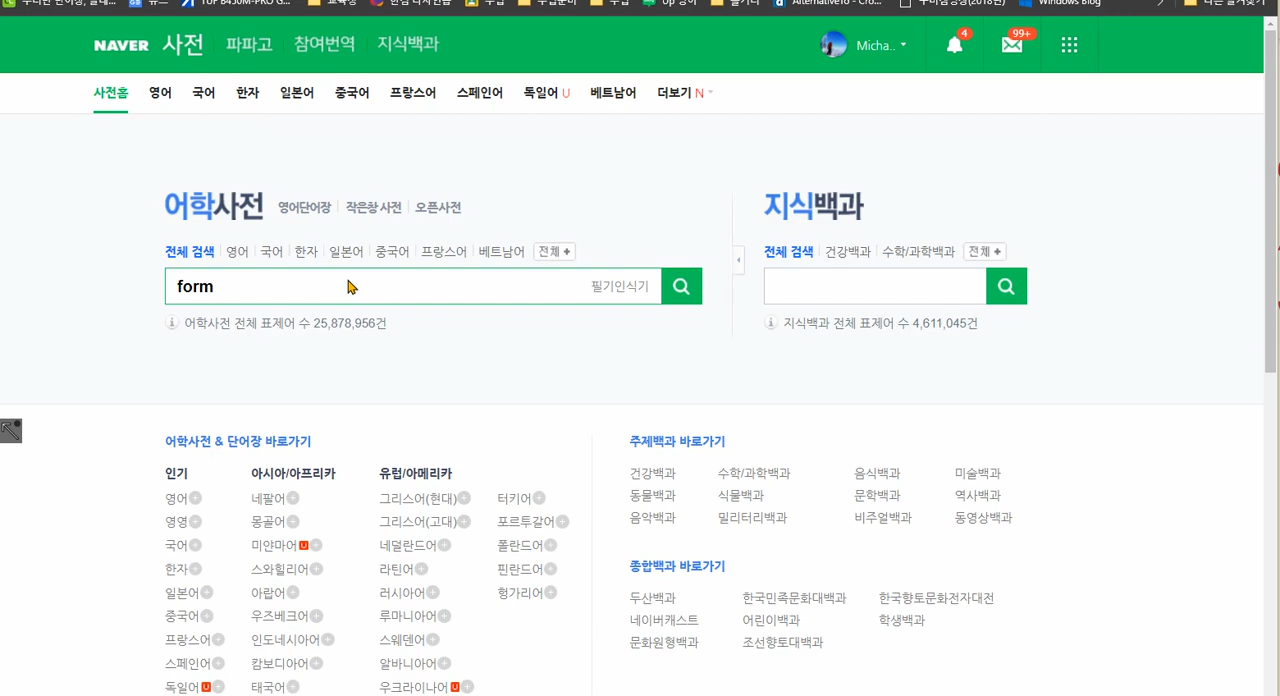 TUF B450M-PRO G...
AlternativeTo - Cro...
Windows Blog
NAVER 사전 파파고 참여번역 지식백과
Micha.. 4 99+
사전홈 영어 국어 한자 일본어 중국어 프랑스어 스페인어 독일어 U 베트남어 더보기 N
어학사전 영어단어장 작은창 사전 오픈사전
전체 검색 영어 국어 한자 일본어 중국어 프랑스어 베트남어 전체 +
form 필기인식기
어학사전 전체 표제어 수 25,878,956건
지식백과
전체 검색 건강백과 수학/과학백과 전체 +
지식백과 전체 표제어 수 4,611,045건
어학사전 & 단어장 바로가기
인기 아시아/아프리카 유럽/아메리카
영어 네팔어 그리스어(현대) 터키어
영영 몽골어 그리스어(고대) 포르투갈어
국어 미얀마어 U 네덜란드어 폴란드어
한자 스와힐리어 라틴어 핀란드어
일본어 아랍어 러시아어 헝가리어
중국어 우즈베크어 루마니아어
프랑스어 인도네시아어 스웨덴어
스페인어 캄보디아어 알바니아어
독일어 U 태국어 우크라이나어 U
주제백과 바로가기
건강백과 수학/과학백과 음식백과 미술백과
동물백과 식물백과 문학백과 역사백과
음악백과 밀리터리백과 비주얼백과 동영상백과
종합백과 바로가기
두산백과 한국민족문화대백과 한국향토문화전자대전
네이버캐스트 어린이백과 학생백과
문화원형백과 조선향토대백과